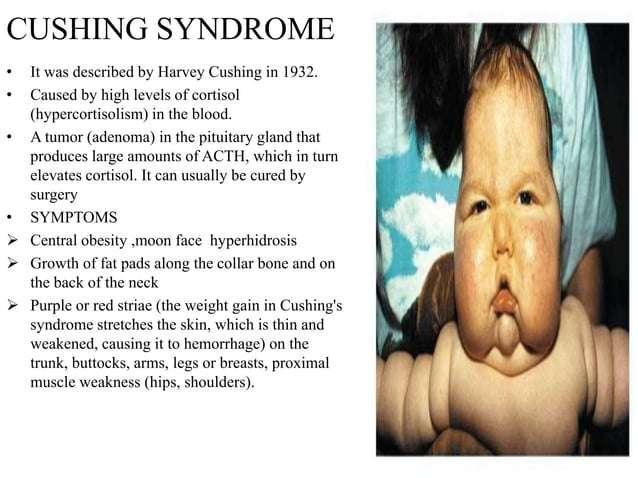 CUSHING SYNDROME
• It was described by Harvey Cushing in 1932.
• Caused by high levels of cortisol
(hypercortisolism) in the blood.
• A tumor (adenoma) in the pituitary gland that
produces large amounts of ACTH, which in turn
elevates cortisol. It can usually be cured by
surgery
• SYMPTOMS
➢ Central obesity ,moon face  hyperhidrosis
➢ Growth of fat pads along the collar bone and on
the back of the neck
➢ Purple or red striae (the weight gain in Cushing's
syndrome stretches the skin, which is thin and
weakened, causing it to hemorrhage) on the
trunk, buttocks, arms, legs or breasts, proximal
muscle weakness (hips, shoulders).